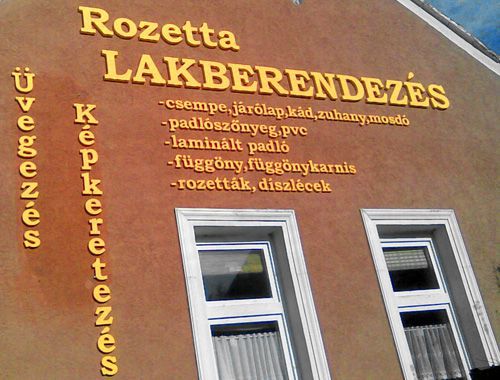 Rozetta
LAKBERENDEZÉS
-csempe,járólap,kád,zuhany,mosdó
-padlószőnyeg,pvc
-laminált padló
-függöny,függönykarnis
-rozetták, díszlécek
Üvegezés
Képkeretezés